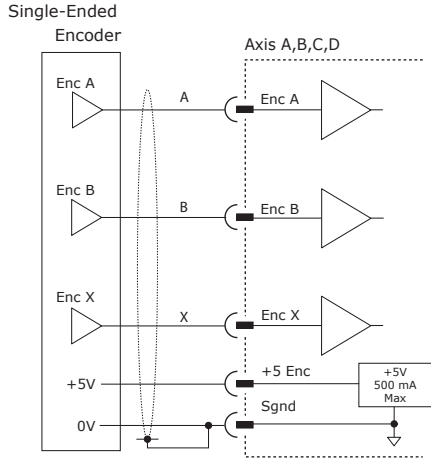 Single-Ended
Encoder
Axis A,B,C,D
Enc A
A
Enc A
Enc B
B
Enc B
Enc X
X
Enc X
+5V
+5 Enc
+5V
500 mA
Max
0V
Sgnd